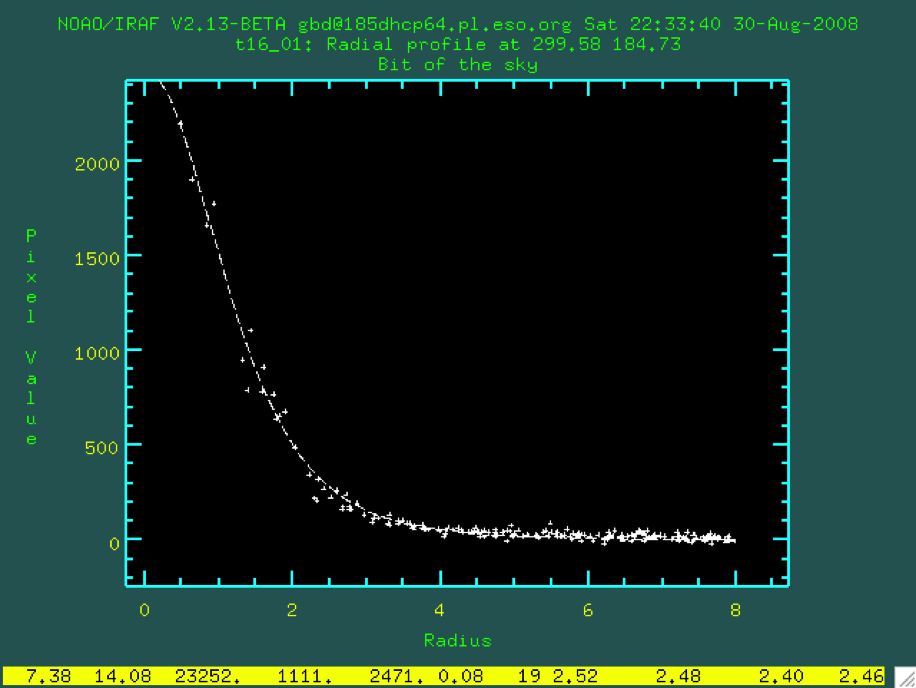 NOAO/IRAF V2.13-BETA gbd@185dhcp64.pl.eso.org Sat 22:33:40 30-Aug-2008
t16_01: Radial profile at 299.58 184.73
Bit of the sky
2000
1500
1000
500
0
Pixel Value
0 2 4 6 8
Radius
7.38 14.08 23252. 1111. 2471. 0.08 19 2.52 2.48 2.40 2.46